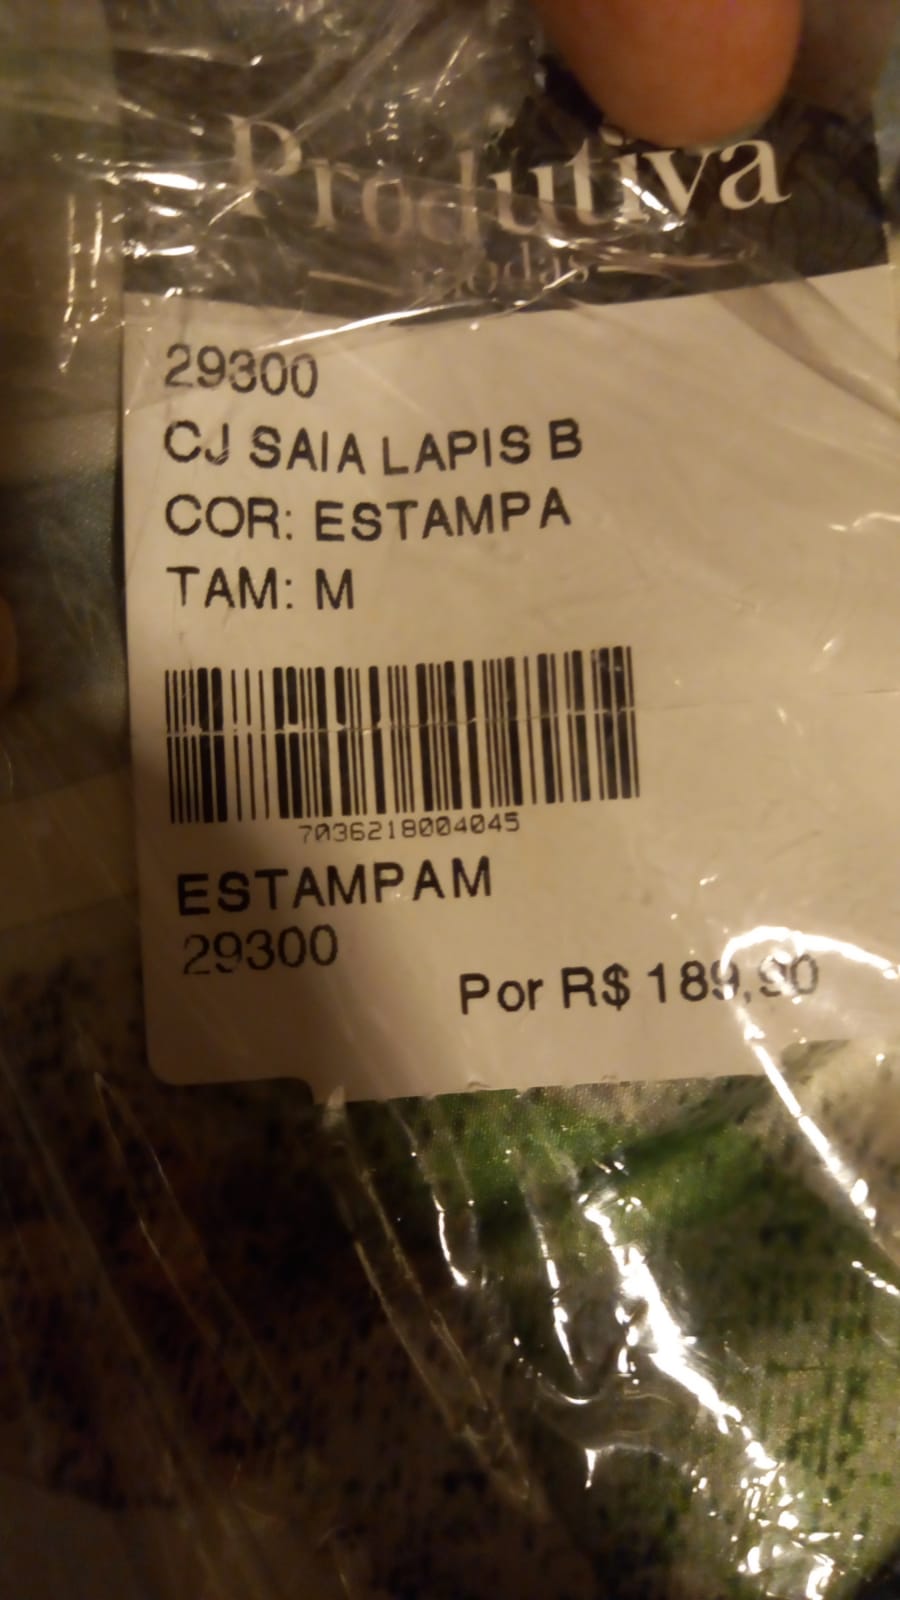 Produtiva
modas
29300
CJ SAIA LAPIS B
COR: ESTAMPA
TAM: M
7036218004045
ESTAMPAM
29300
Por R$ 189,90